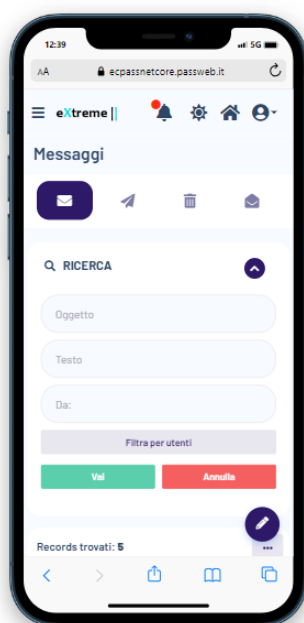 12:39
5G
AA ecpassnetcore.passweb.it
eXtreme ||
Messaggi
RICERCA
Oggetto
Testo
Da:
Filtra per utenti
Vai Annulla
Records trovati: 5